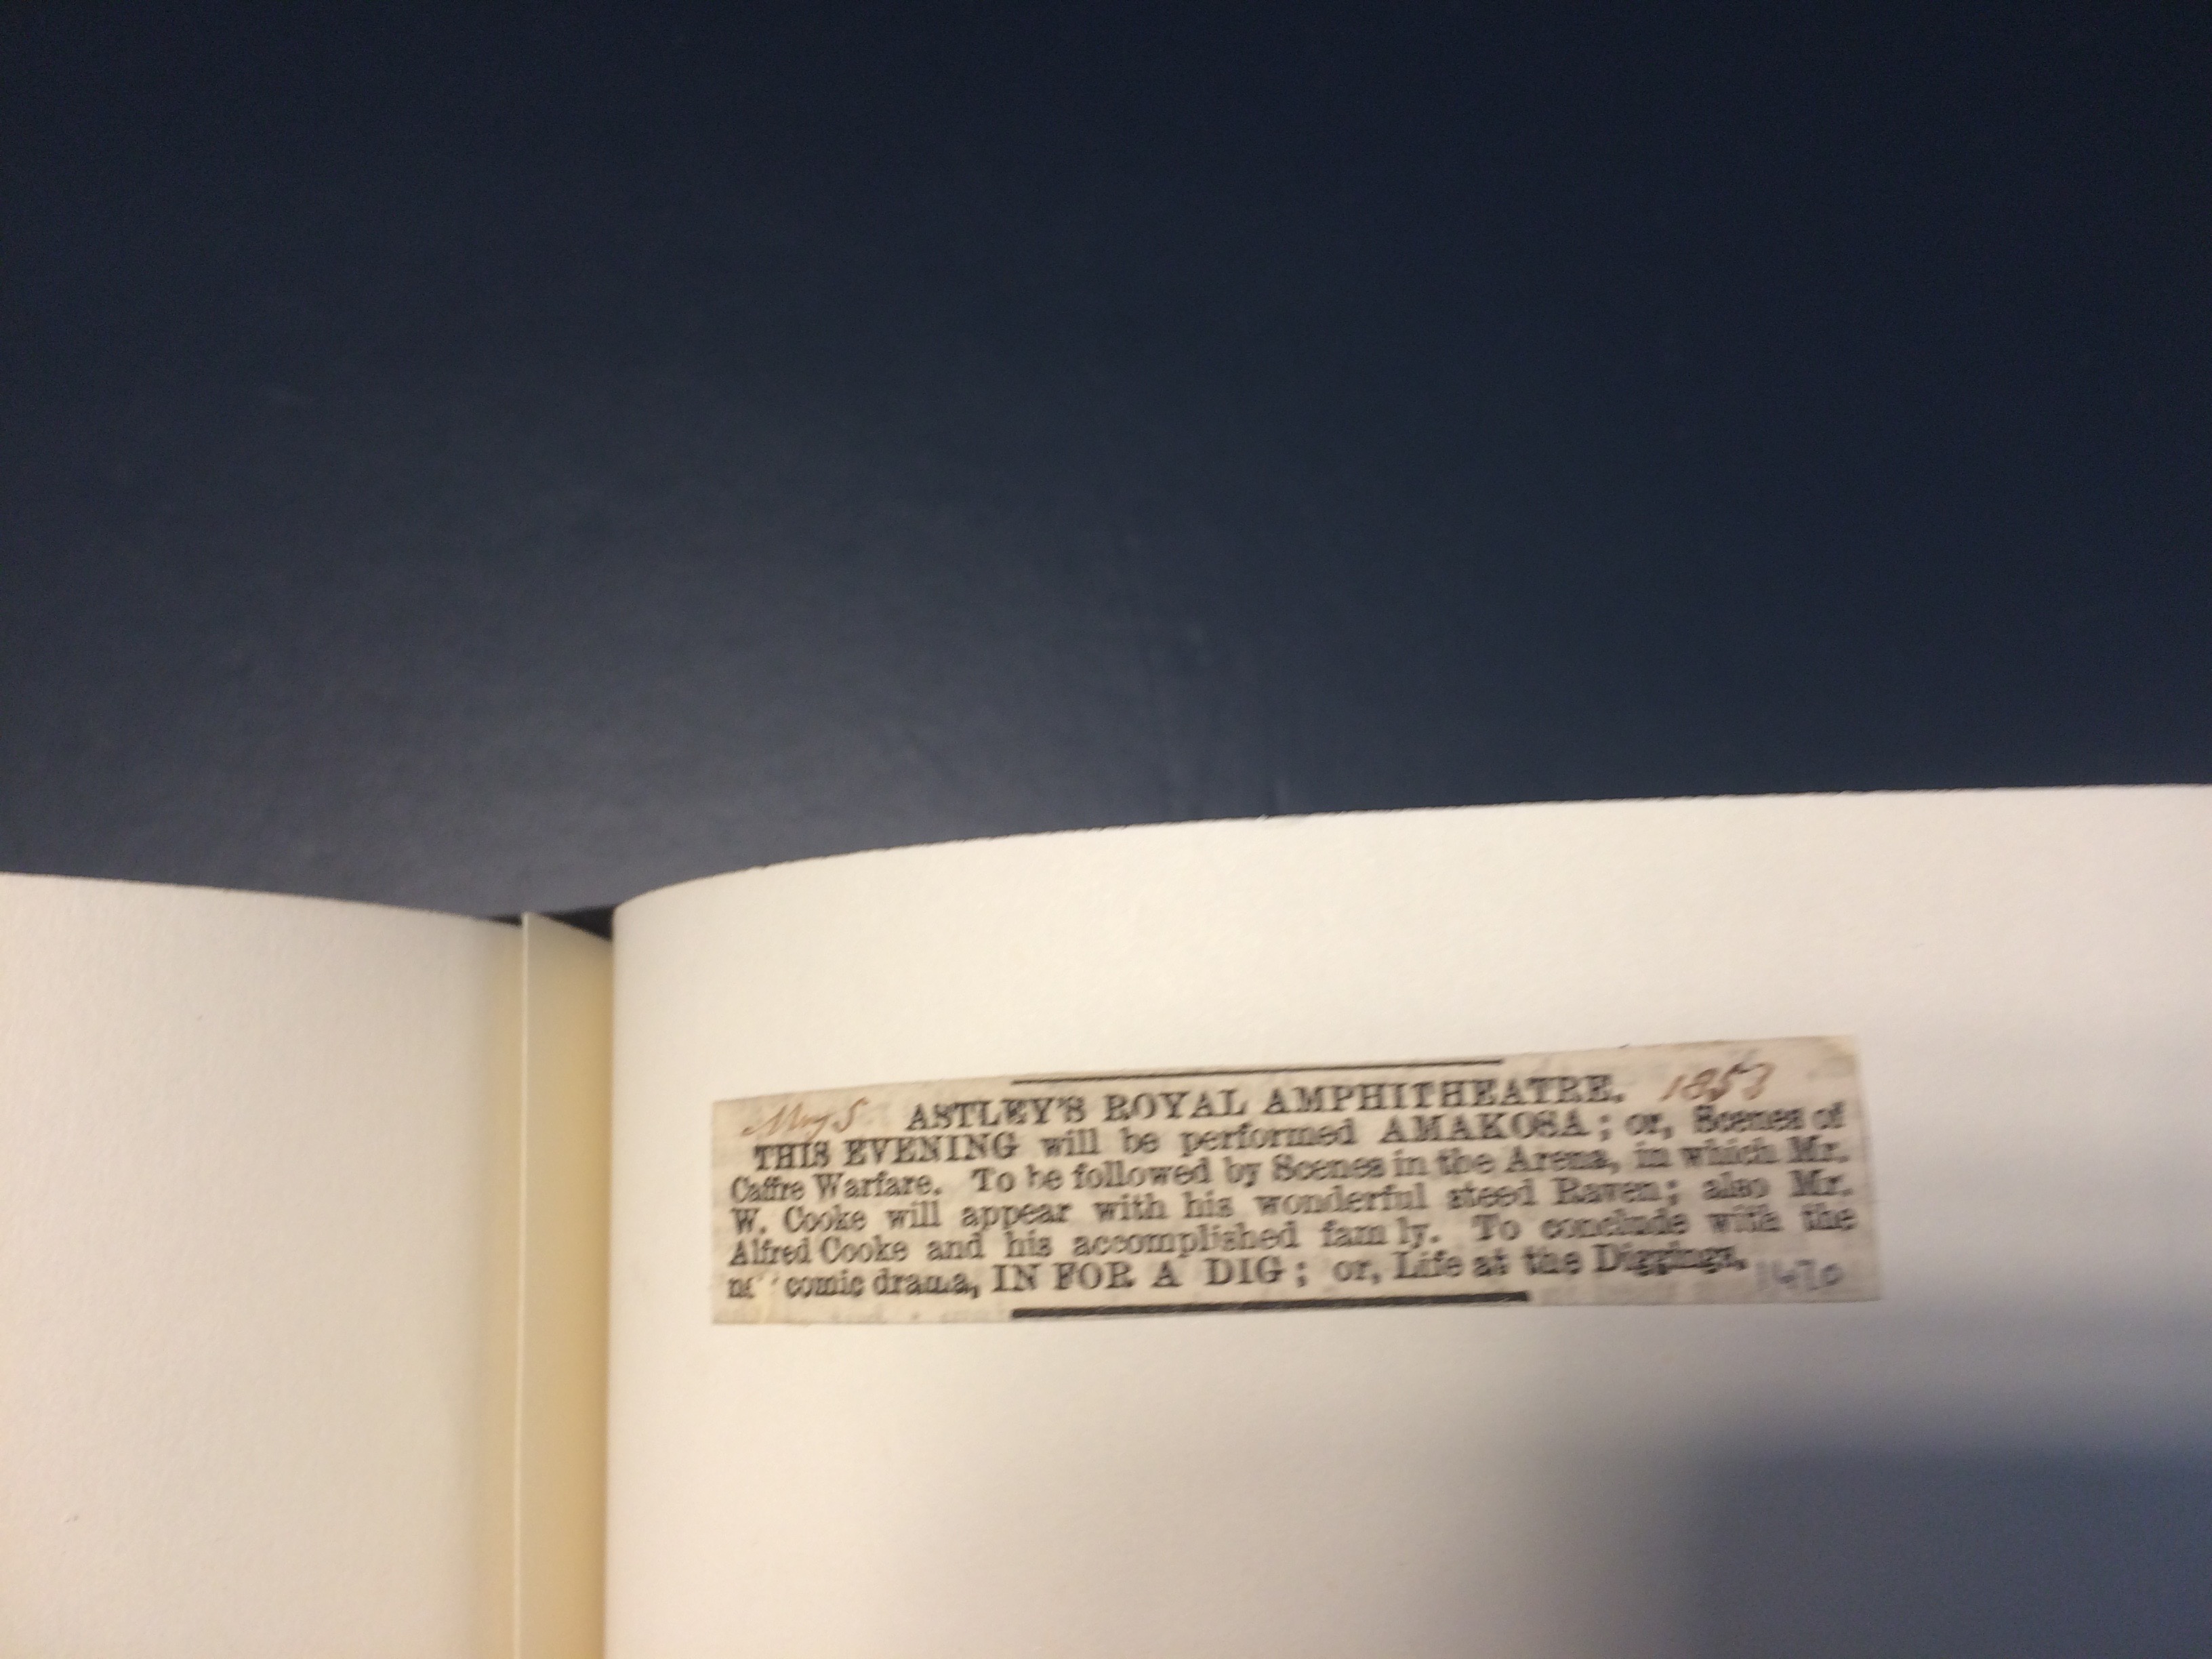 May 5 ASTLEY'S ROYAL AMPHITHEATRE. 1853
THIS EVENING will be performed AMAKOSA; or, Scenes of
Caffre Warfare. To be followed by Scenes in the Arena, in which Mr.
W. Cooke will appear with his wonderful steed Raven; also Mr.
Alfred Cooke and his accomplished fam ly. To conclude with the
comic drama, IN FOR A DIG; or, Life at the Diggings.